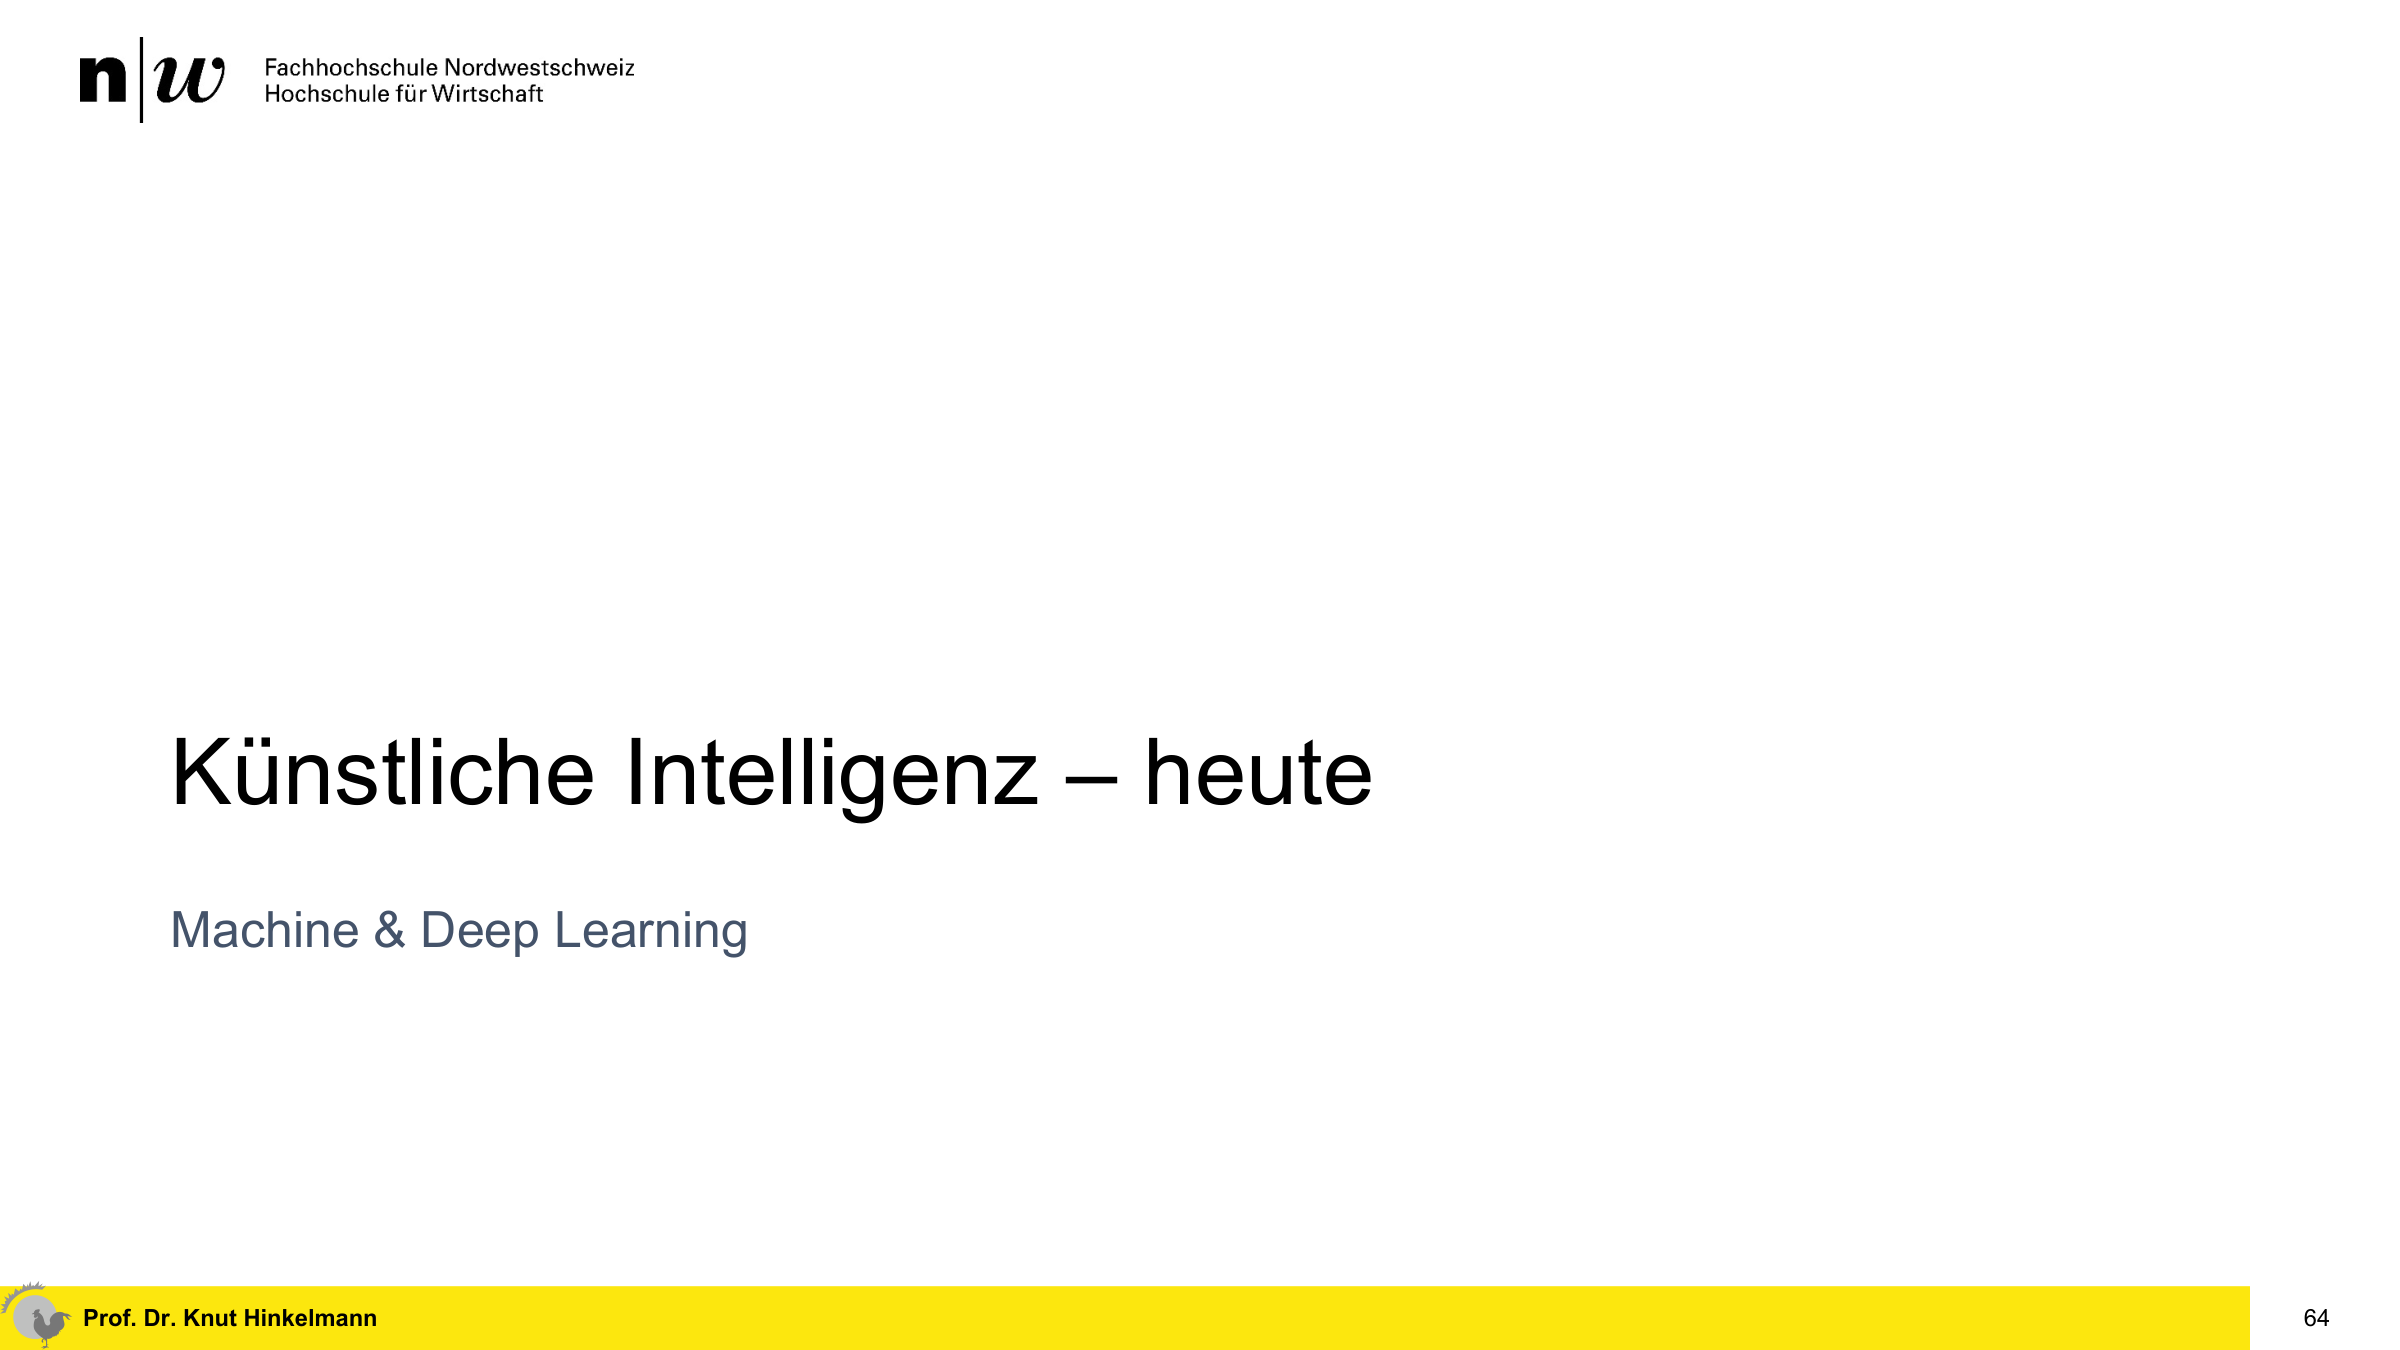 n|w
Fachhochschule Nordwestschweiz
Hochschule für Wirtschaft
Künstliche Intelligenz – heute
Machine & Deep Learning
Prof. Dr. Knut Hinkelmann
64